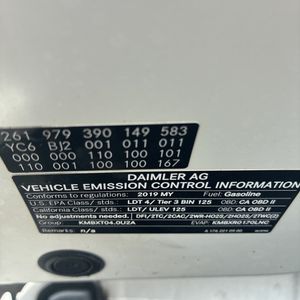 261 979 390 149 583
YC6 BJ2 001 011 011
000 000 110 100 101
110 001 100 100 167
DAIMLER AG
VEHICLE EMISSION CONTROL INFORMATION
Conforms to regulations: 2019 MY Fuel: Gasoline
U.S. EPA Class/ stds.: LDT 4/ Tier 3 BIN 125 CA OBD II
California Class/ stds.: LDT/ ULEV 125 CA OBD II
No adjustments needed. DFI/2TC/2CAC/2WR-HO2S/2HO2S/2TWC(2)
Group: KMBXT04.0U2A EVAP: KMBXR0170LNC
Remarks: n/a